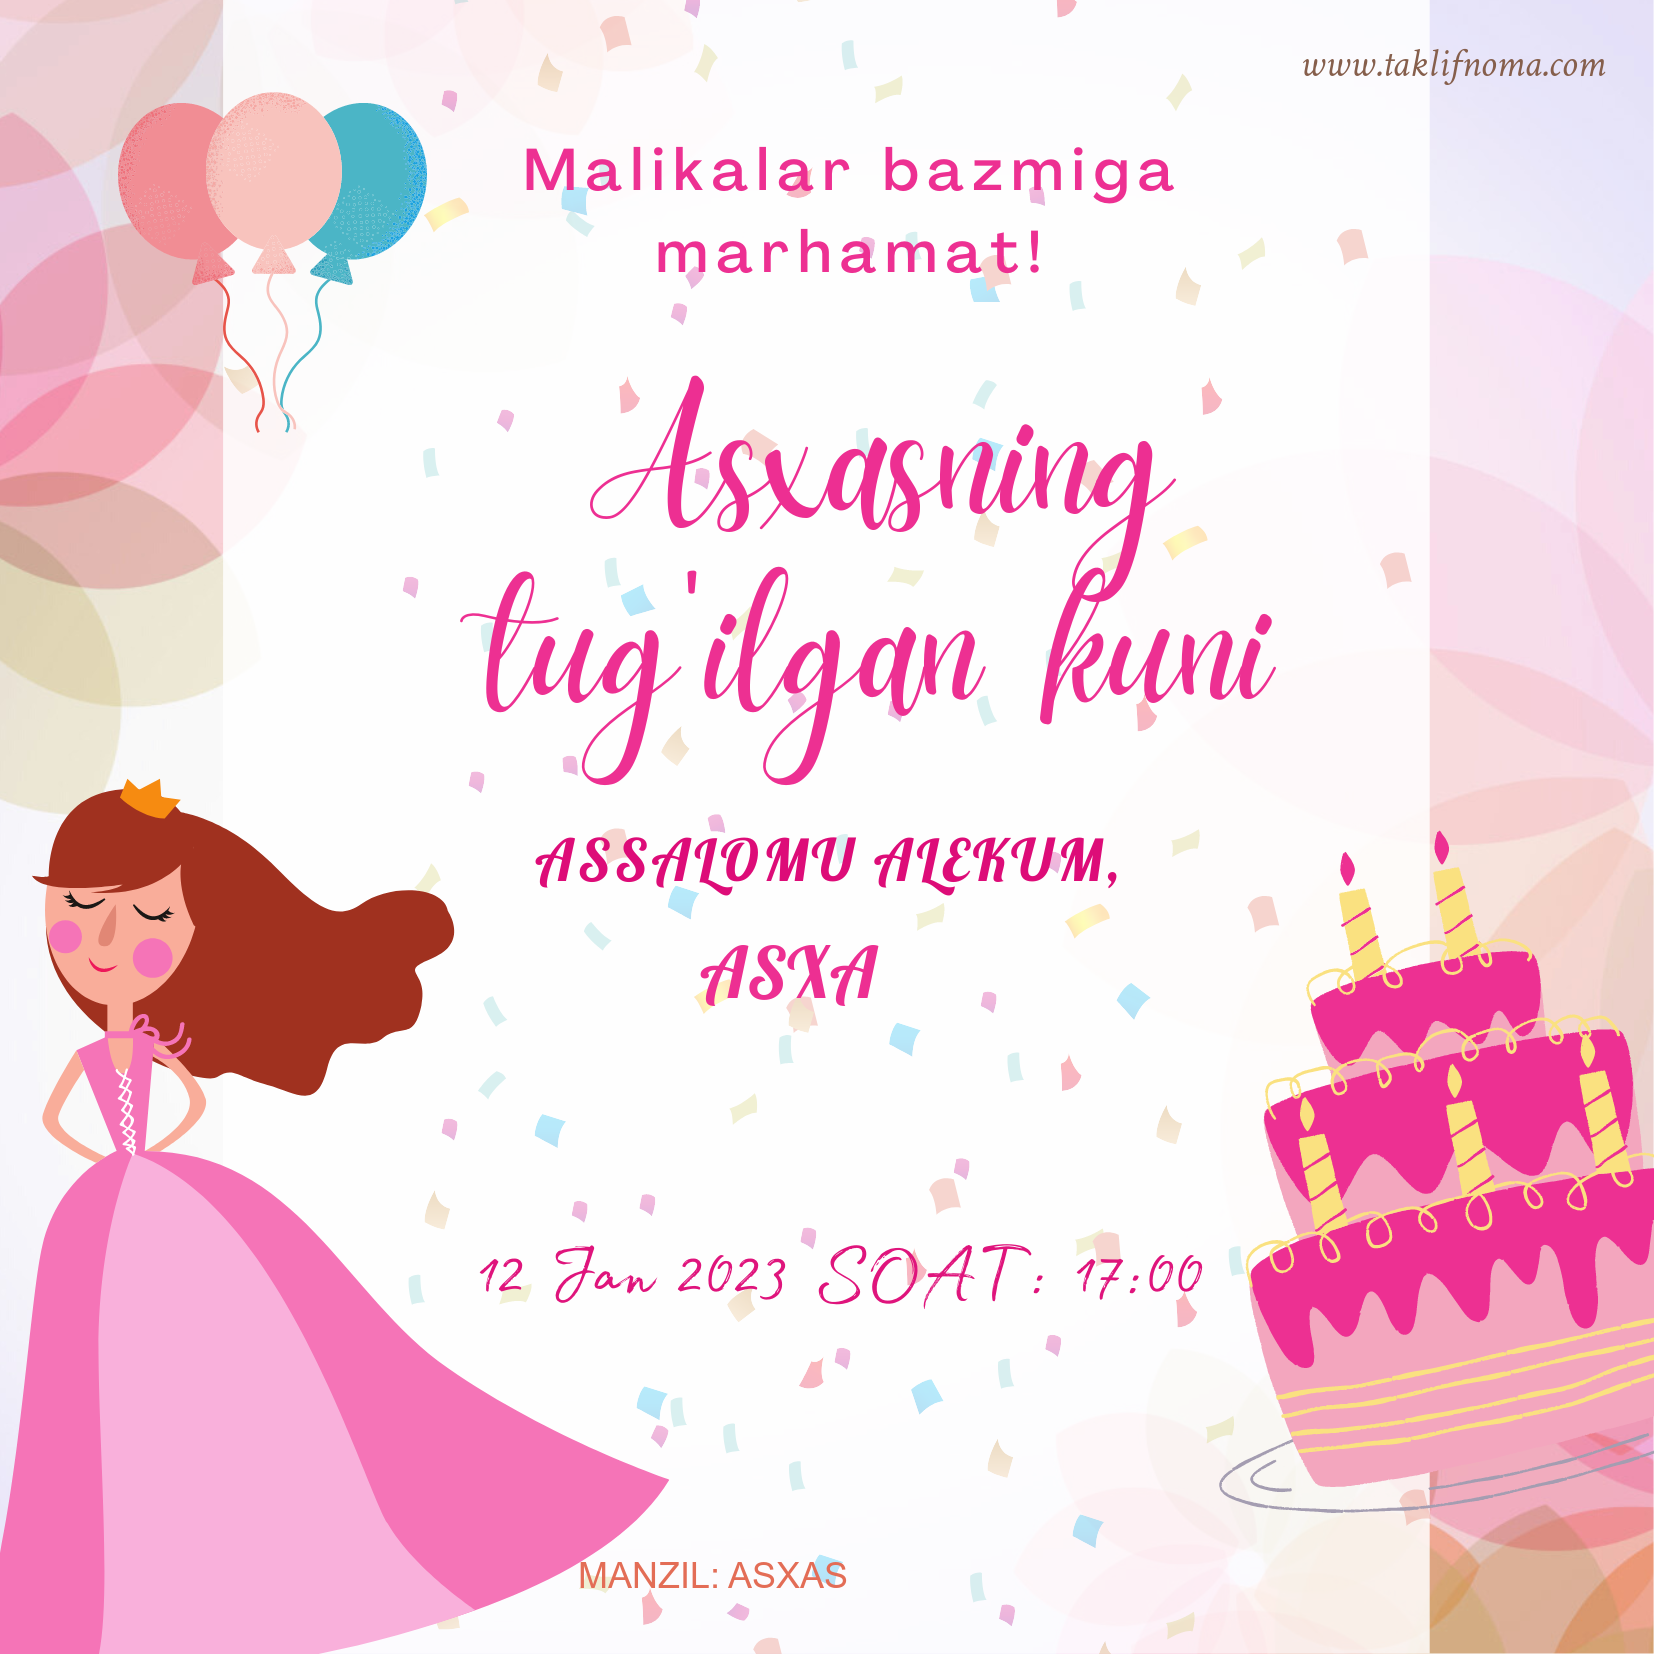 www.taklifnoma.com
Malikalar bazmiga
marhamat!
Asxasning
tug'ilgan kuni
ASSALOMU ALEKUM,
ASXA
12 Jan 2023 SOAT: 17:00
MANZIL: ASXAS